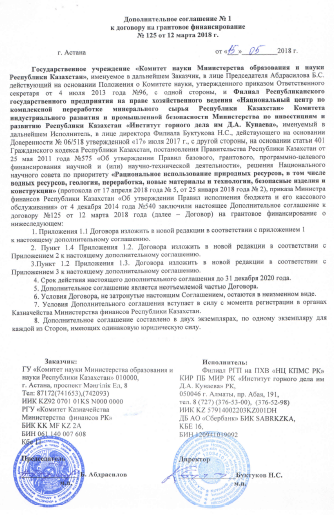 Дополнительное соглашение № 1
к договору на грантовое финансирование
№ 125 от 12 марта 2018 г.
г. Астана
от «15» 05 2018 г.
Государственное учреждение «Комитет науки Министерства образования и науки
Республики Казахстан», именуемое в дальнейшем Заказчик, в лице Председателя Абдрасилова Б.С.
действующий на основании Положения о Комитете науки, утвержденного приказом Ответственного
секретаря от 4 июля 2013 года №96, с одной стороны, и Филиал Республиканского
государственного предприятия на праве хозяйственного ведения «Национальный центр по
комплексной переработке минерального сырья Республики Казахстан» Комитета
индустриального развития и промышленной безопасности Министерства по инвестициям и
развитию Республики Казахстан «Институт горного дела им Д.А. Кунаева», именуемый в
дальнейшем Исполнитель, в лице директора Филиала Буктукова Н.С., действующего на основании
Доверенности № 06/518 утвержденной «17» июля 2017 г., с другой стороны, на основании статьи 401
Гражданского кодекса Республики Казахстан, постановления Правительства Республики Казахстан от
25 мая 2011 года №575 «Об утверждении Правил базового, грантового, программно-целевого
финансирования научной и (или) научно-технической деятельности», решения Национального
научного совета по приоритету «Рациональное использование природных ресурсов, в том числе
водных ресурсов, геология, переработка, новые материалы и технологии, безопасные изделия и
конструкции» (протокола от 17 апреля 2018 года № 5, от 25 января 2018 года № 2), приказа Министра
финансов Республики Казахстан «Об утверждении Правил исполнения бюджета и его кассового
обслуживания» от 4 декабря 2014 года №540 заключили настоящее Дополнительное соглашение к
договору №125 от 12 марта 2018 года (далее – Договор) на грантовое финансирование о
нижеследующем:
1. Приложения 1.1 Договора изложить в новой редакции в соответствии с приложением 1
к настоящему дополнительному соглашению.
2. Пункт 1.4 Приложения 1.2. Договора изложить в новой редакции в соответствии с
Приложением 2 к настоящему дополнительному соглашению.
3.Пункт 1.2 Приложения 1.3. Договора изложить в новой редакции в соответствии с
Приложением 3 к настоящему дополнительному соглашению.
4. Срок действия настоящего дополнительного соглашения до 31 декабря 2020 года.
5. Дополнительное соглашение является неотъемлемой частью Договора.
6. Условия Договора, не затронутые настоящим Соглашением, остаются в неизменном виде.
7. Условия Дополнительного соглашения вступает в силу с момента регистрации в органах
Казначейства Министерства финансов Республики Казахстан.
8. Дополнительное соглашение составлено в двух экземплярах, по одному экземпляру для
каждой из Сторон, имеющих одинаковую юридическую силу.
Заказчик:
ГУ «Комитет науки Министерства образования и
науки Республики Казахстан» 010000,
г. Астана, проспект Мәңгілік Ел, 8
Тел: 87172(741653),(742093)
ИИК KZ92 0701 01KS N000 0000
РГУ «Комитет Казначейства
Министерства финансов РК»
БИК KK MF KZ 2A
БИН 061 140 007 608
Председатель
Б. Абдрасилов
Исполнитель:
Филиал РГП на ПХВ «НЦ КПМС РК»
КИР ПБ МИР РК «Институт горного дела им
Д.А. Кунаева» РК,
050046 г. Алматы, пр. Абая, 191,
тел. 8 (727) (376-53-00), (376-52-98)
ИИК KZ 57914002203KZ001DH
ДБ АО «Сбербанк» БИК SABRKZKA,
КБЕ 16,
Директор
Буктуков Н.С.
м.п.